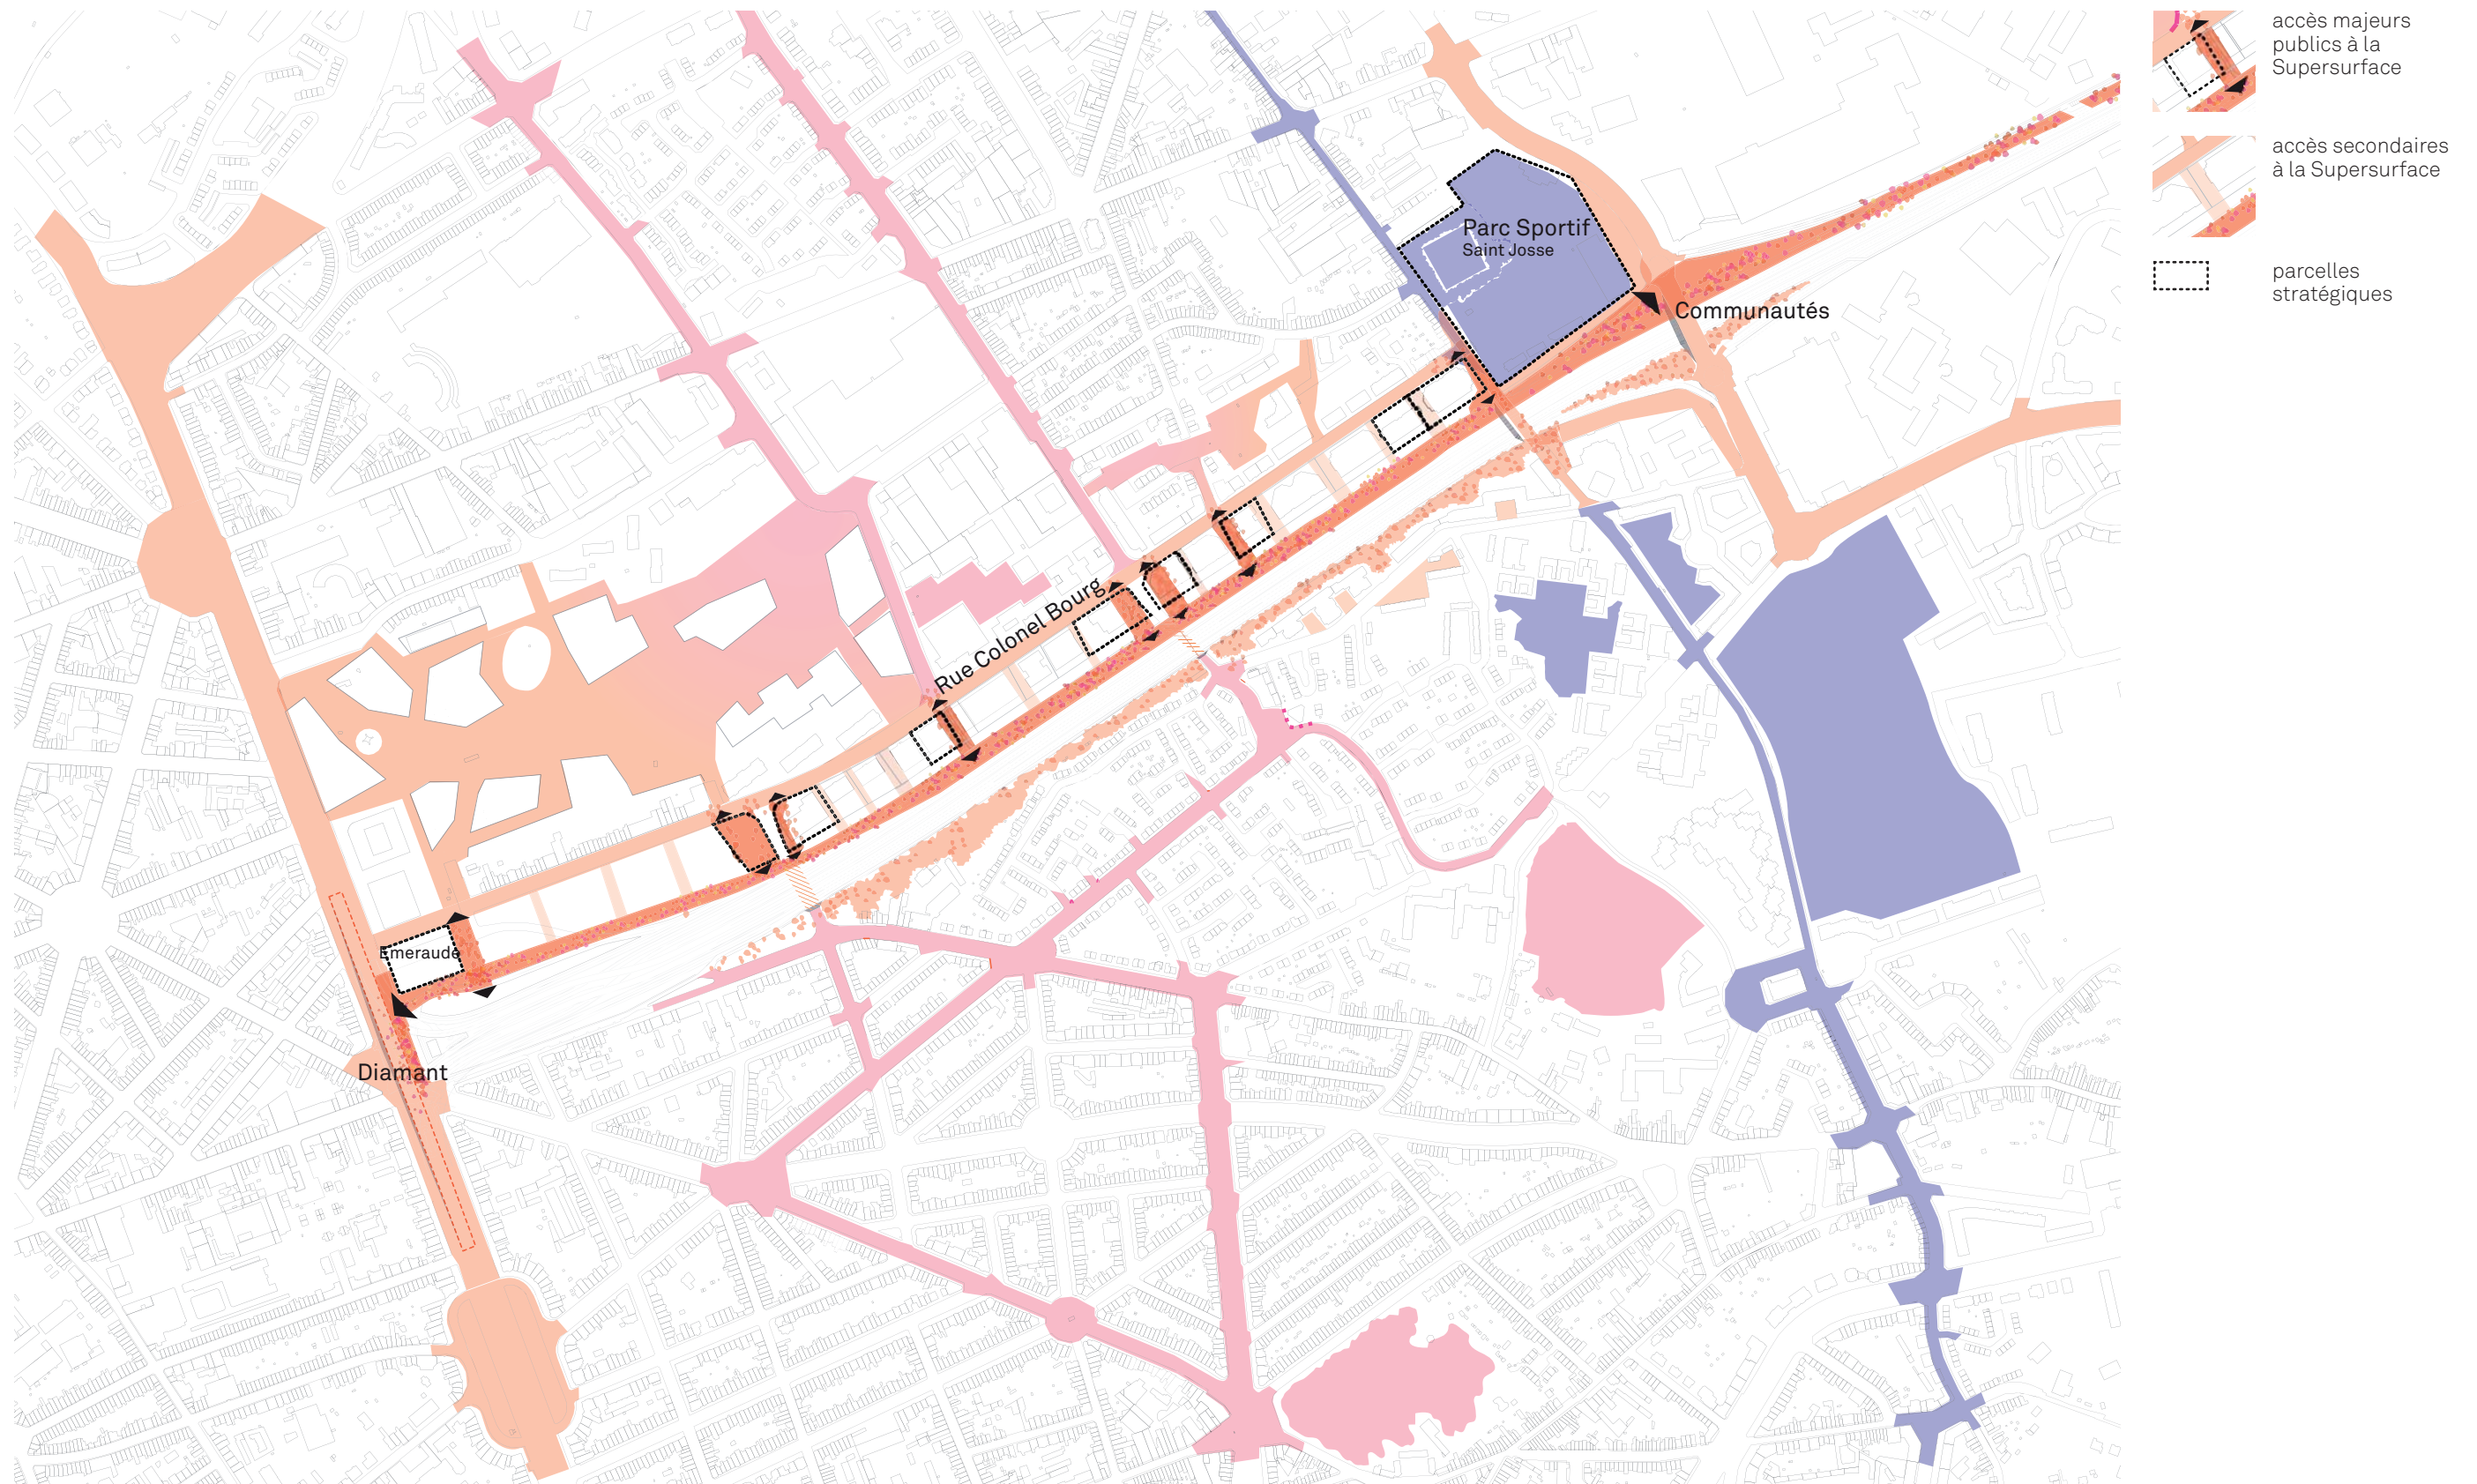 accès majeurs
publics à la
Supersurface
accès secondaires
à la Supersurface
parcelles
stratégiques
Parc Sportif
Saint Josse
Communautés
Rue Colonel Bourg
Emeraude
Diamant